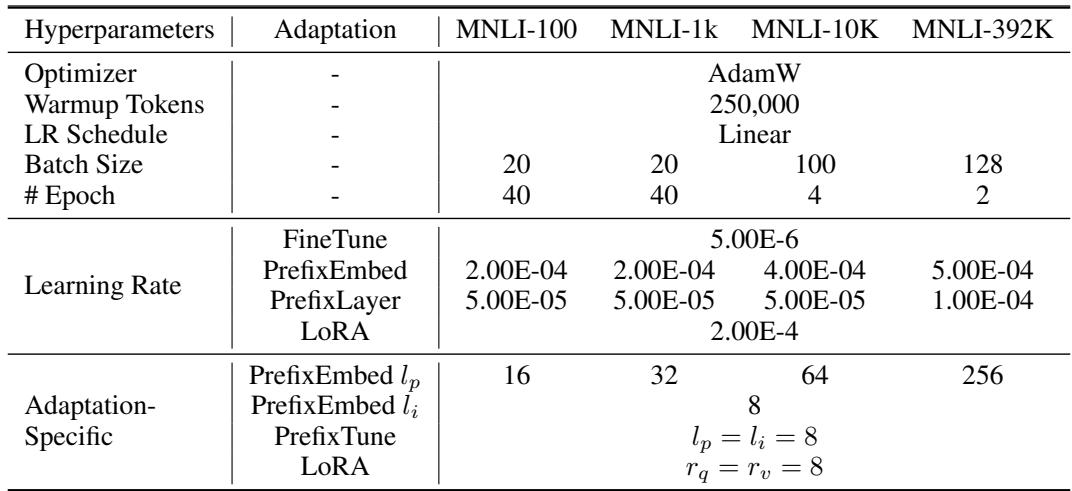 Hyperparameters Adaptation MNLI-100 MNLI-1k MNLI-10K MNLI-392K
Optimizer - AdamW
Warmup Tokens - 250,000
LR Schedule - Linear
Batch Size - 20 20 100 128
# Epoch - 40 40 4 2
FineTune 5.00E-6
PrefixEmbed 2.00E-04 2.00E-04 4.00E-04 5.00E-04
Learning Rate
PrefixLayer 5.00E-05 5.00E-05 5.00E-05 1.00E-04
LoRA 2.00E-4
PrefixEmbed l_p 16 32 64 256
Adaptation- PrefixEmbed l_i 8
Specific PrefixTune l_p = l_i = 8
LoRA r_q = r_v = 8